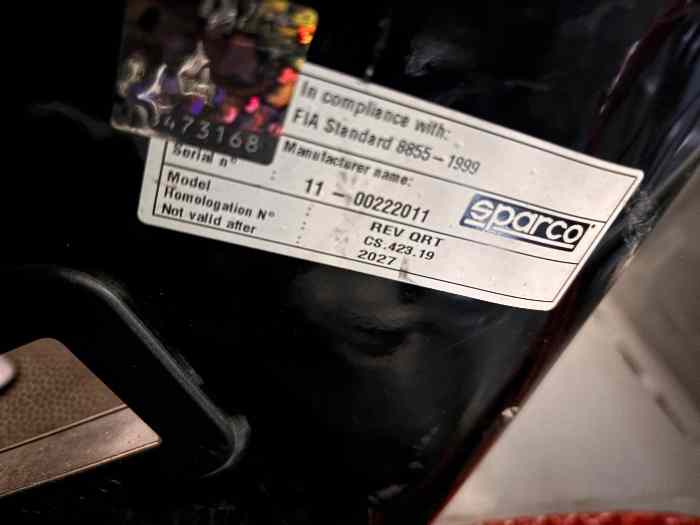 473168
In compliance with:
FIA Standard 8855-1999
Manufacturer name:
sparco
Serial n° : 11 - 00222011
Model : REV QRT
Homologation N° : CS.423.19
Not valid after : 2027